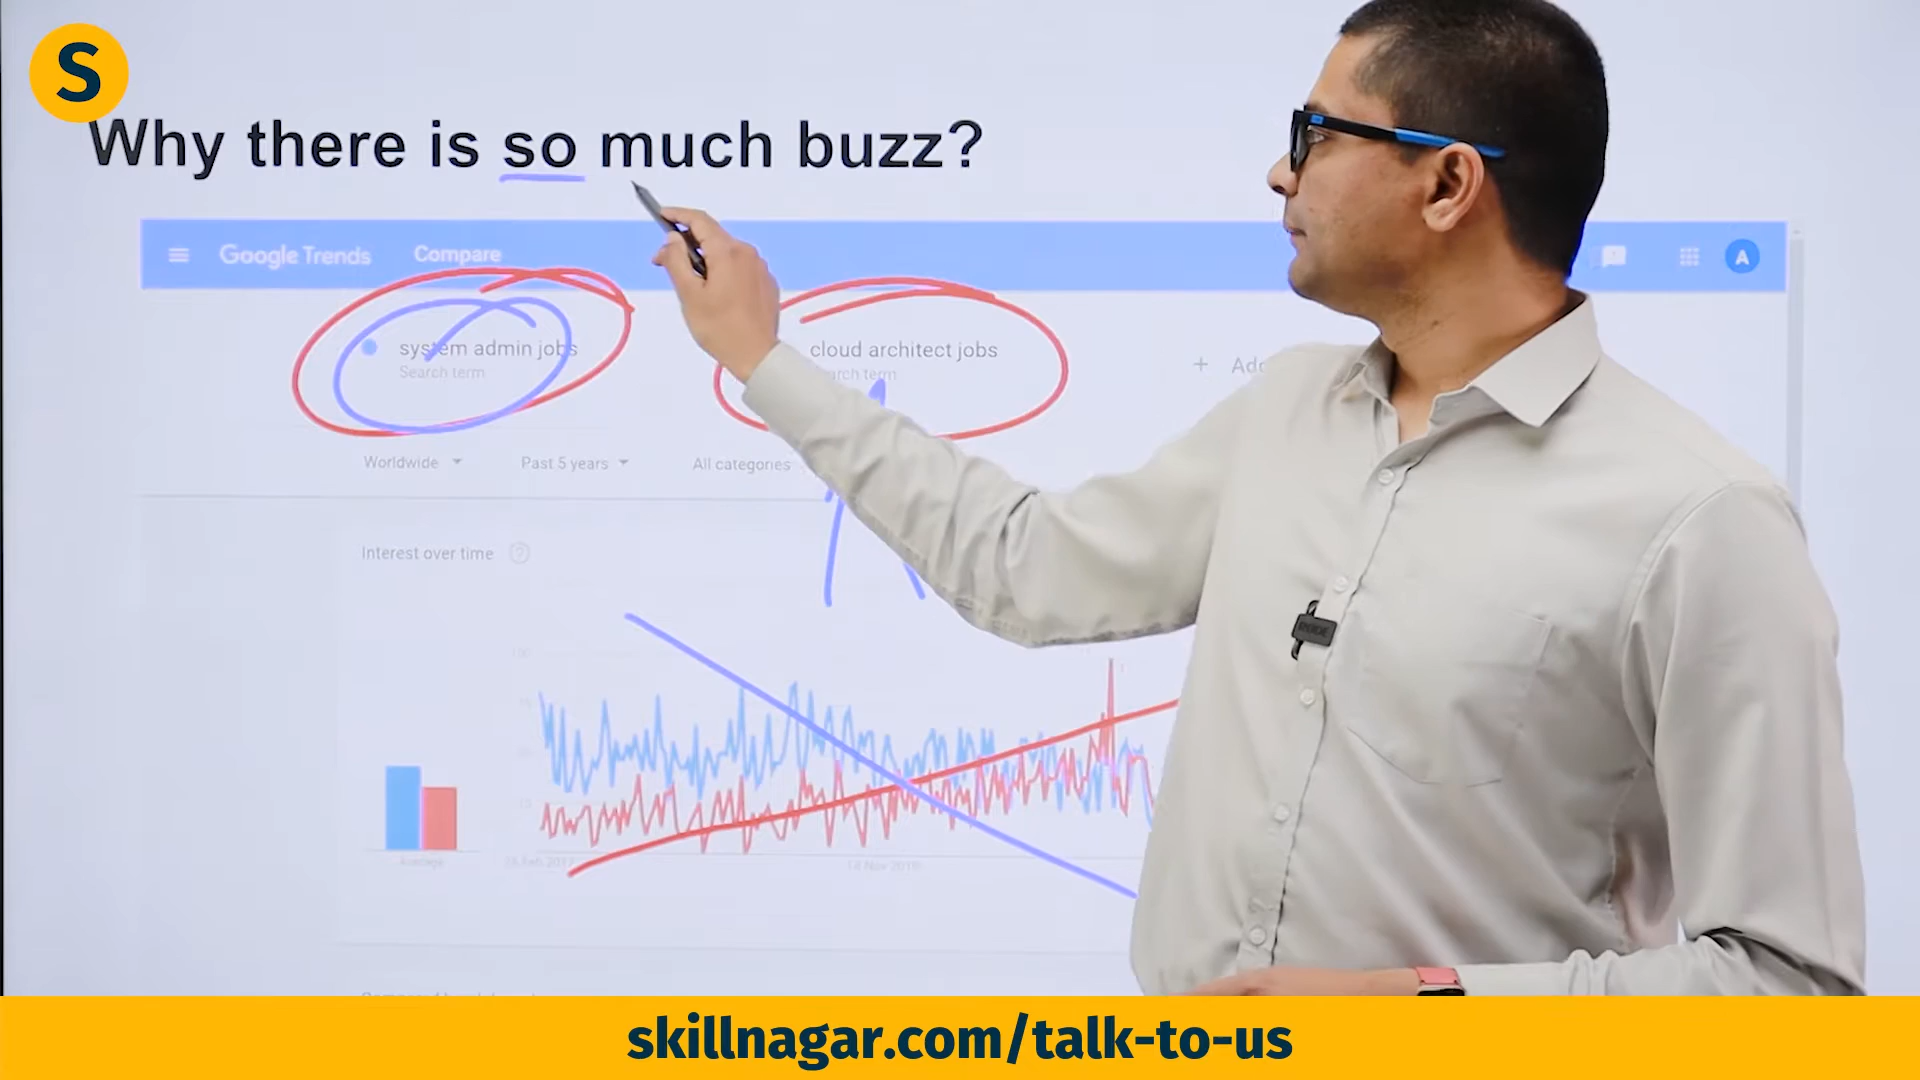 S
Why there is so much buzz?
Google Trends Compare
A
system admin jobs
Search term
cloud architect jobs
Worldwide
Past 5 years
All categories
Interest over time
Average
skillnagar.com/talk-to-us